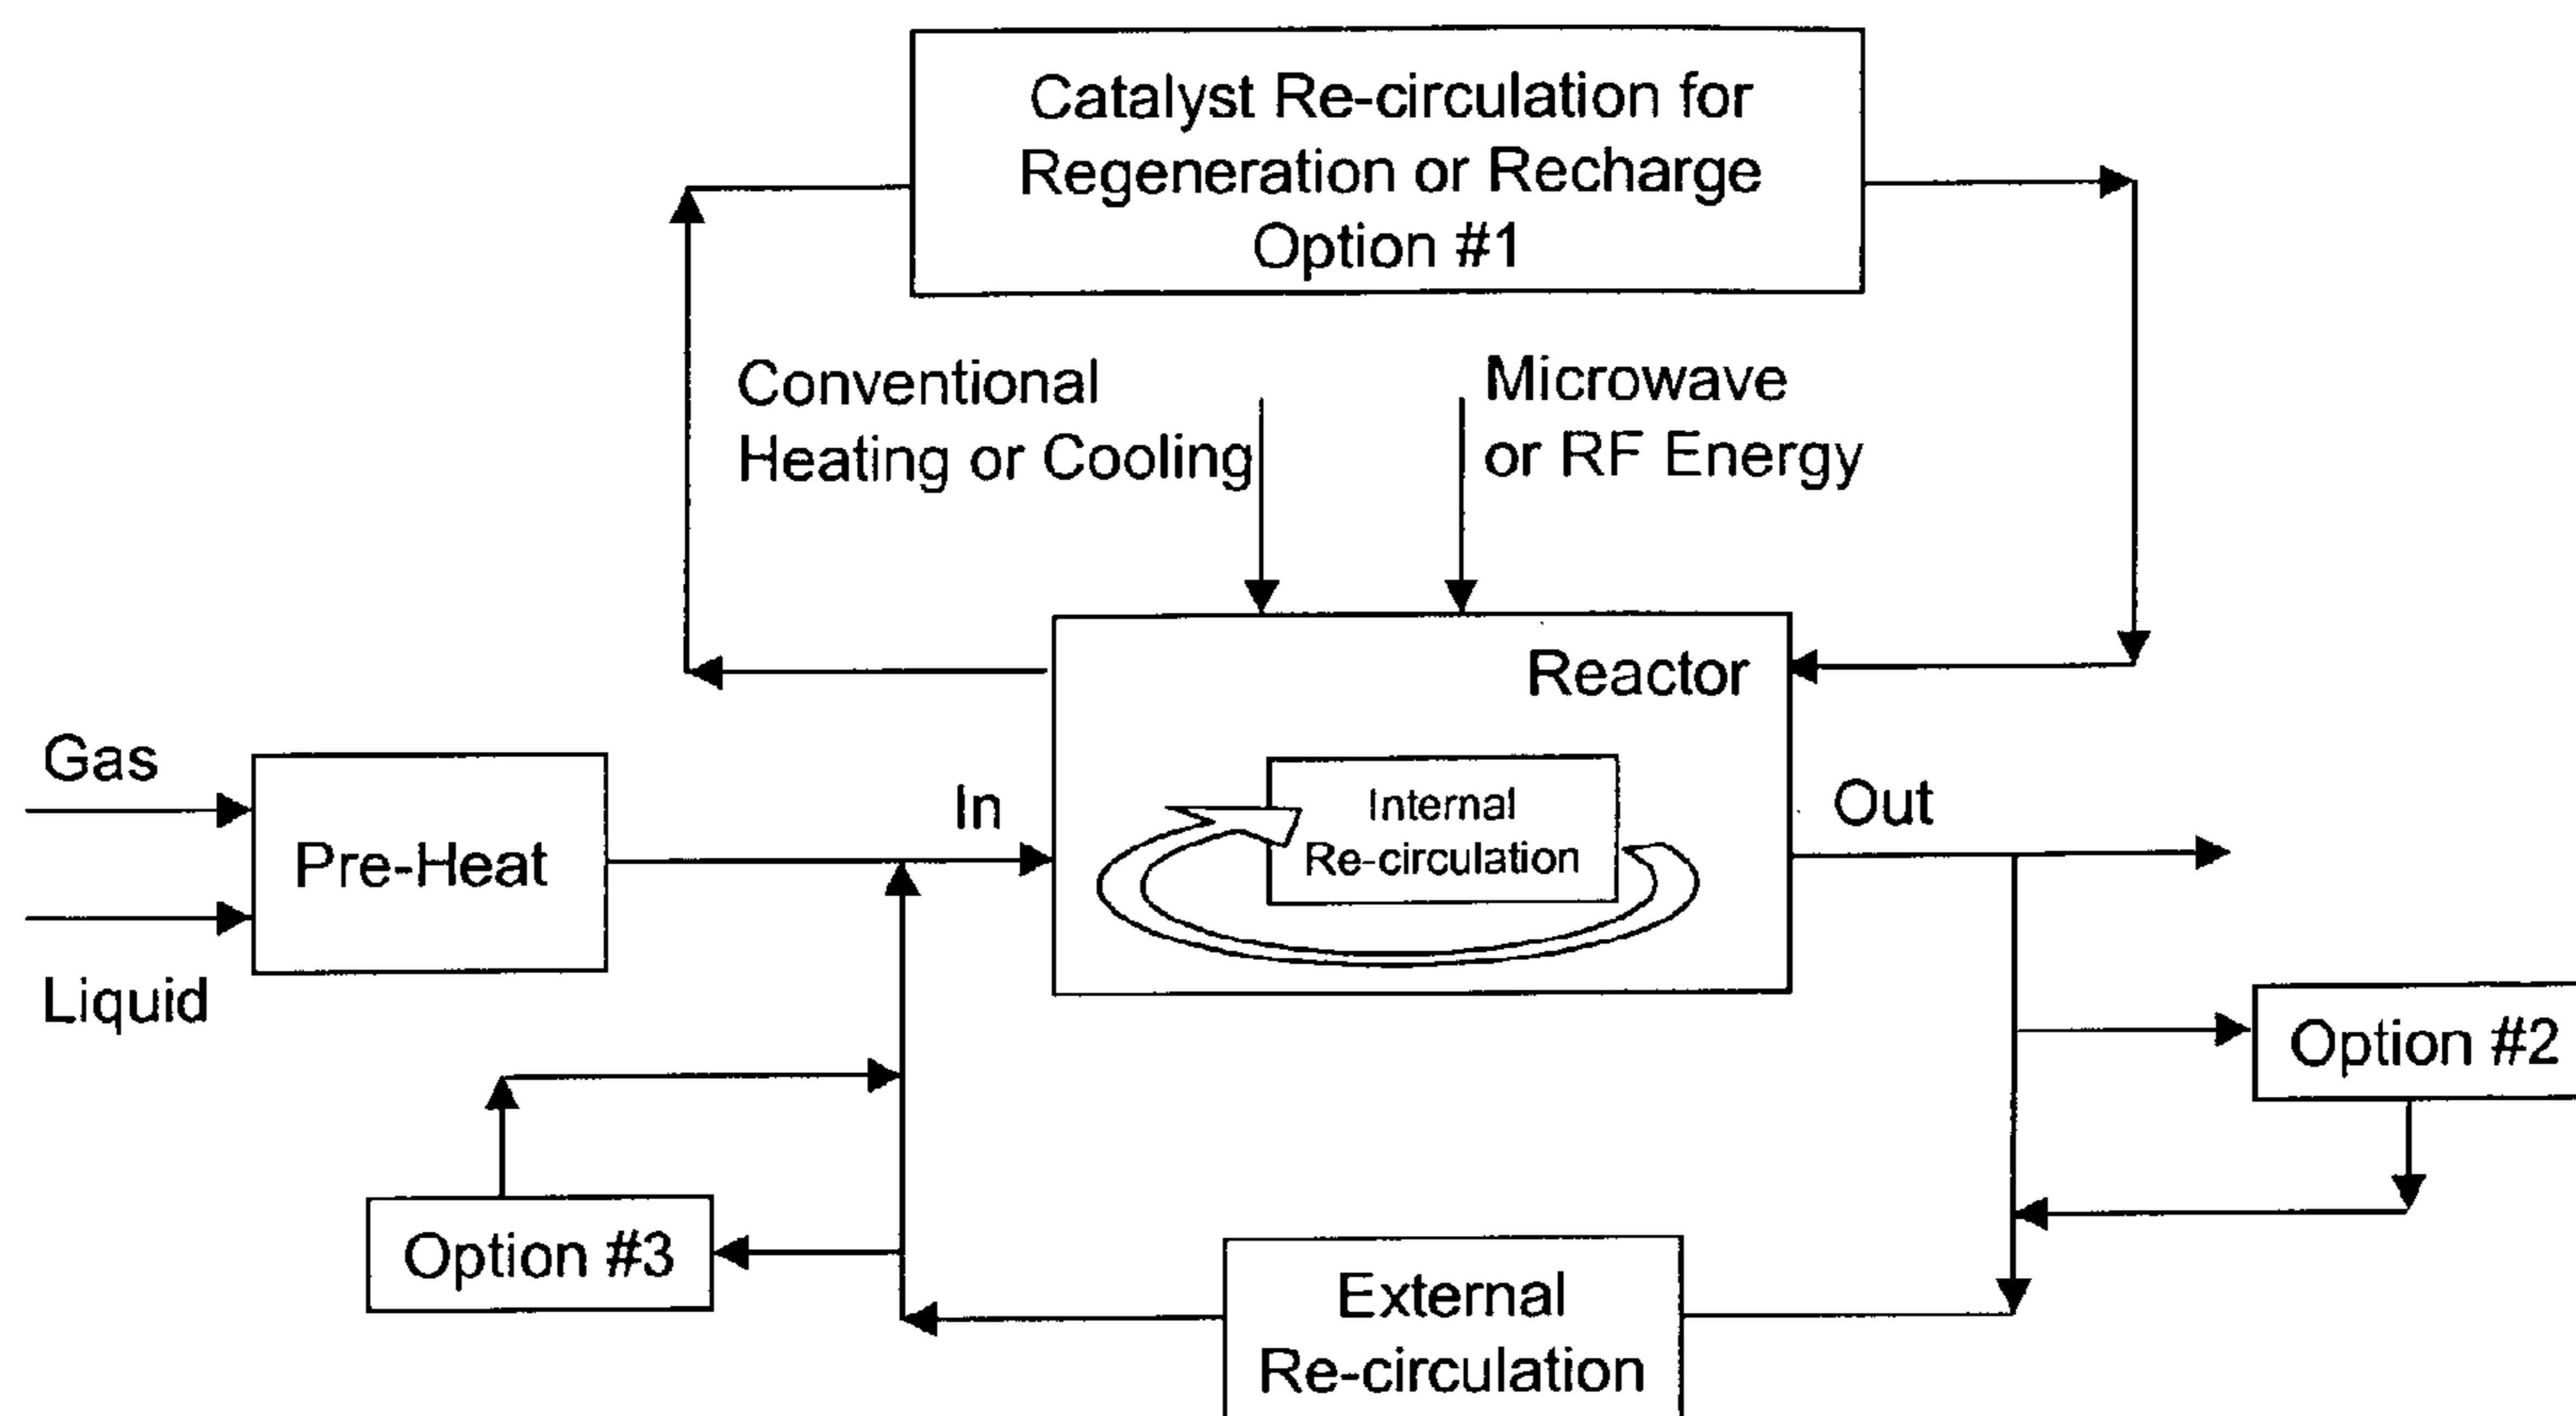 Catalyst Re-circulation for
Regeneration or Recharge
Option #1
Conventional
Heating or Cooling
Microwave
or RF Energy
Reactor
Gas
Pre-Heat
Liquid
In
Internal
Re-circulation
Out
Option #2
Option #3
External
Re-circulation